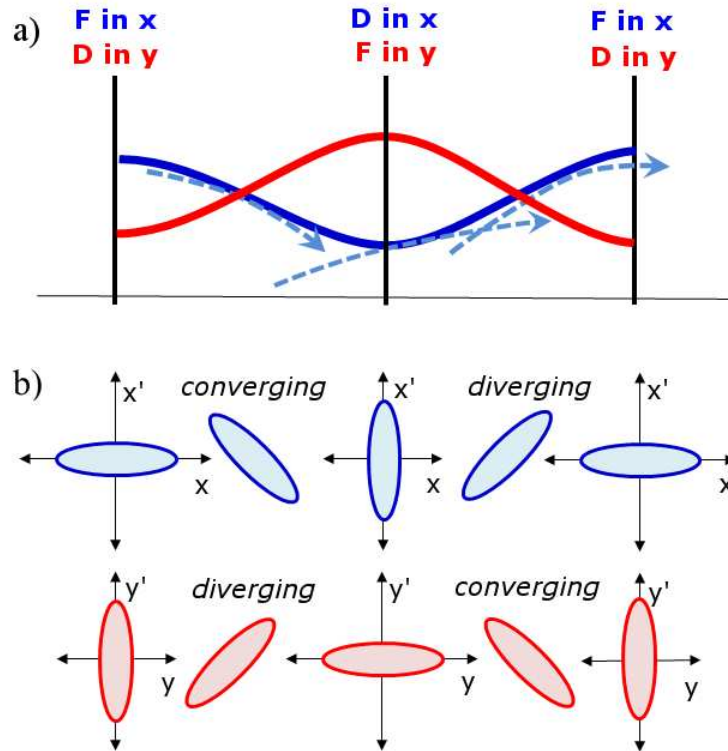 a)
F in x
D in y
D in x
F in y
F in x
D in y
b)
x'
converging
x'
diverging
x'
x
x
x
y'
diverging
y'
converging
y'
y
y
y